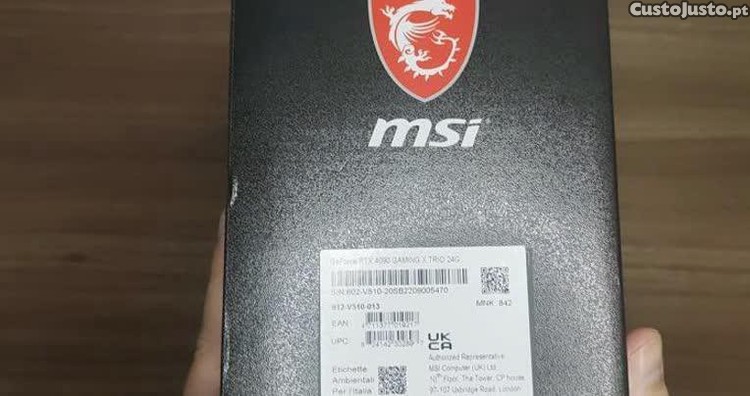 CustoJusto.pt
msi
GeForce RTX 4090 GAMING X TRIO 24G
S/N:602-V510-20SB2209005470
912-V510-013
MNK 842
EAN
UPC
UK
CA
Authorized Representative
MSI Computer (UK) Ltd.
10th Floor, The Tower, CP house,
97-107 Uxbridge Road, London
Etichette
Ambientali
Per l'Italia